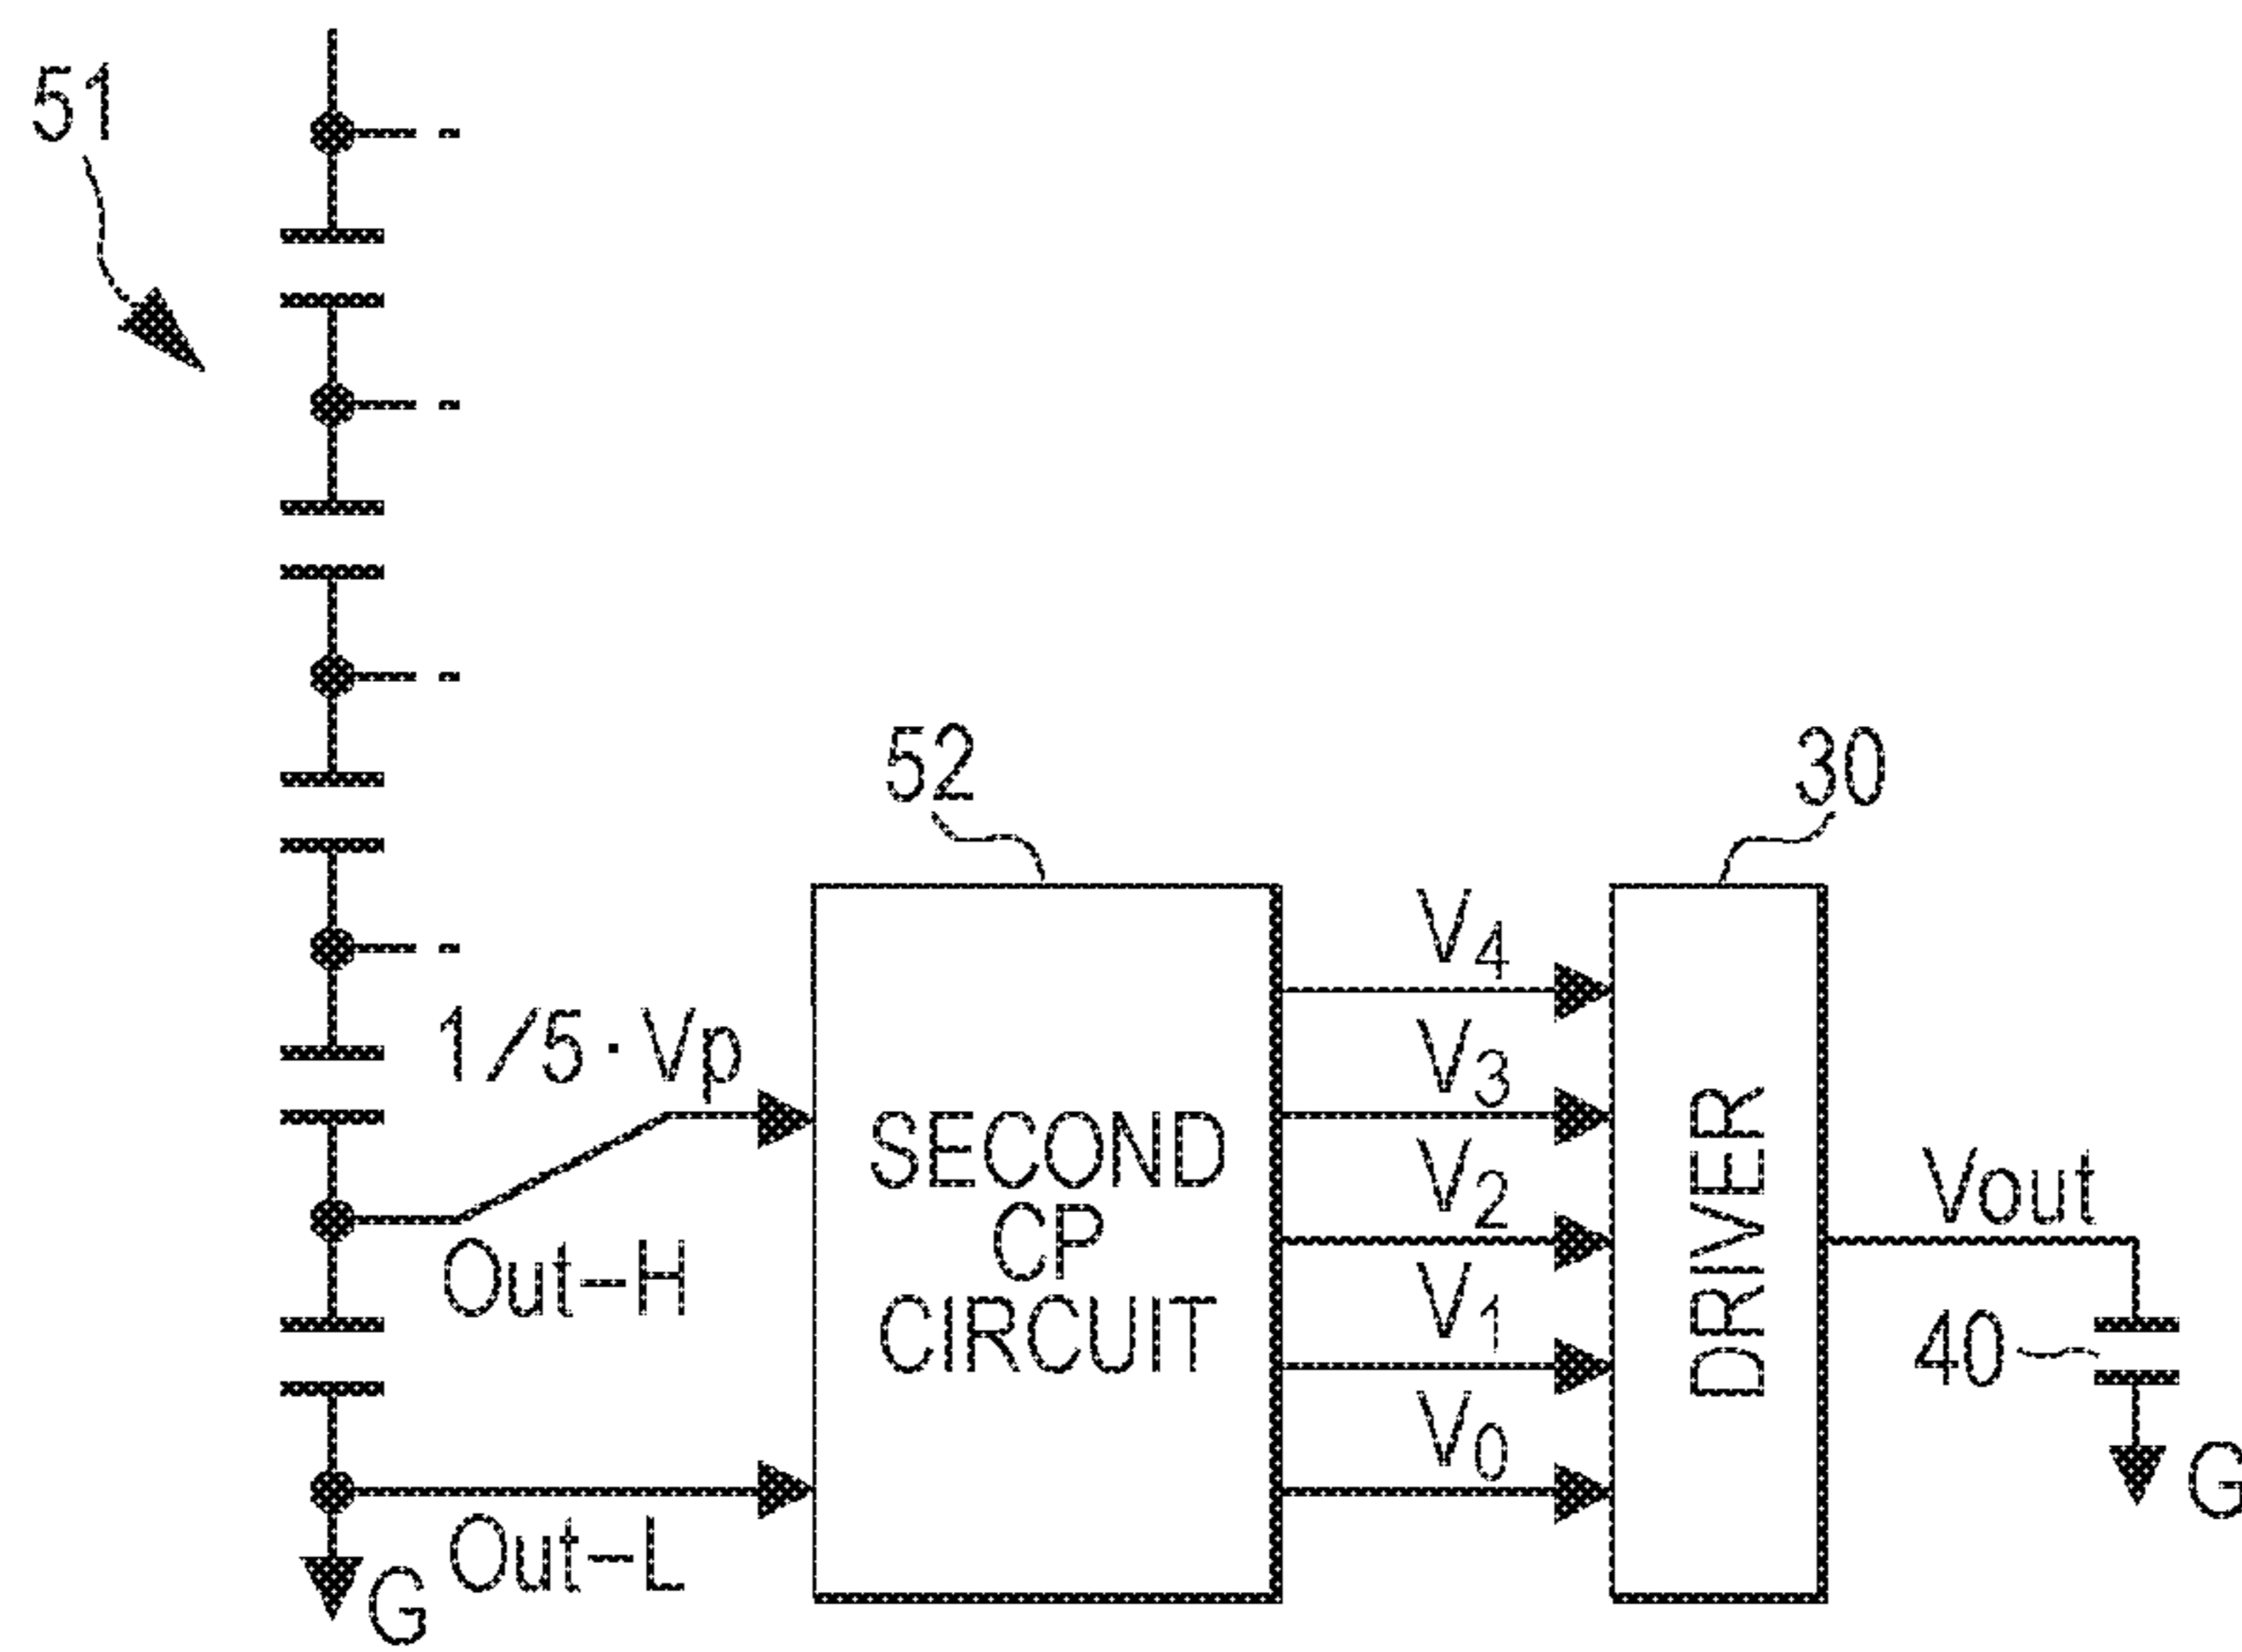 51
52
30
V4
1/5·Vp
V3
SECOND
CP
CIRCUIT
V2
DRIVER
Vout
Out-H
V1
40
V0
G
Out-L
G